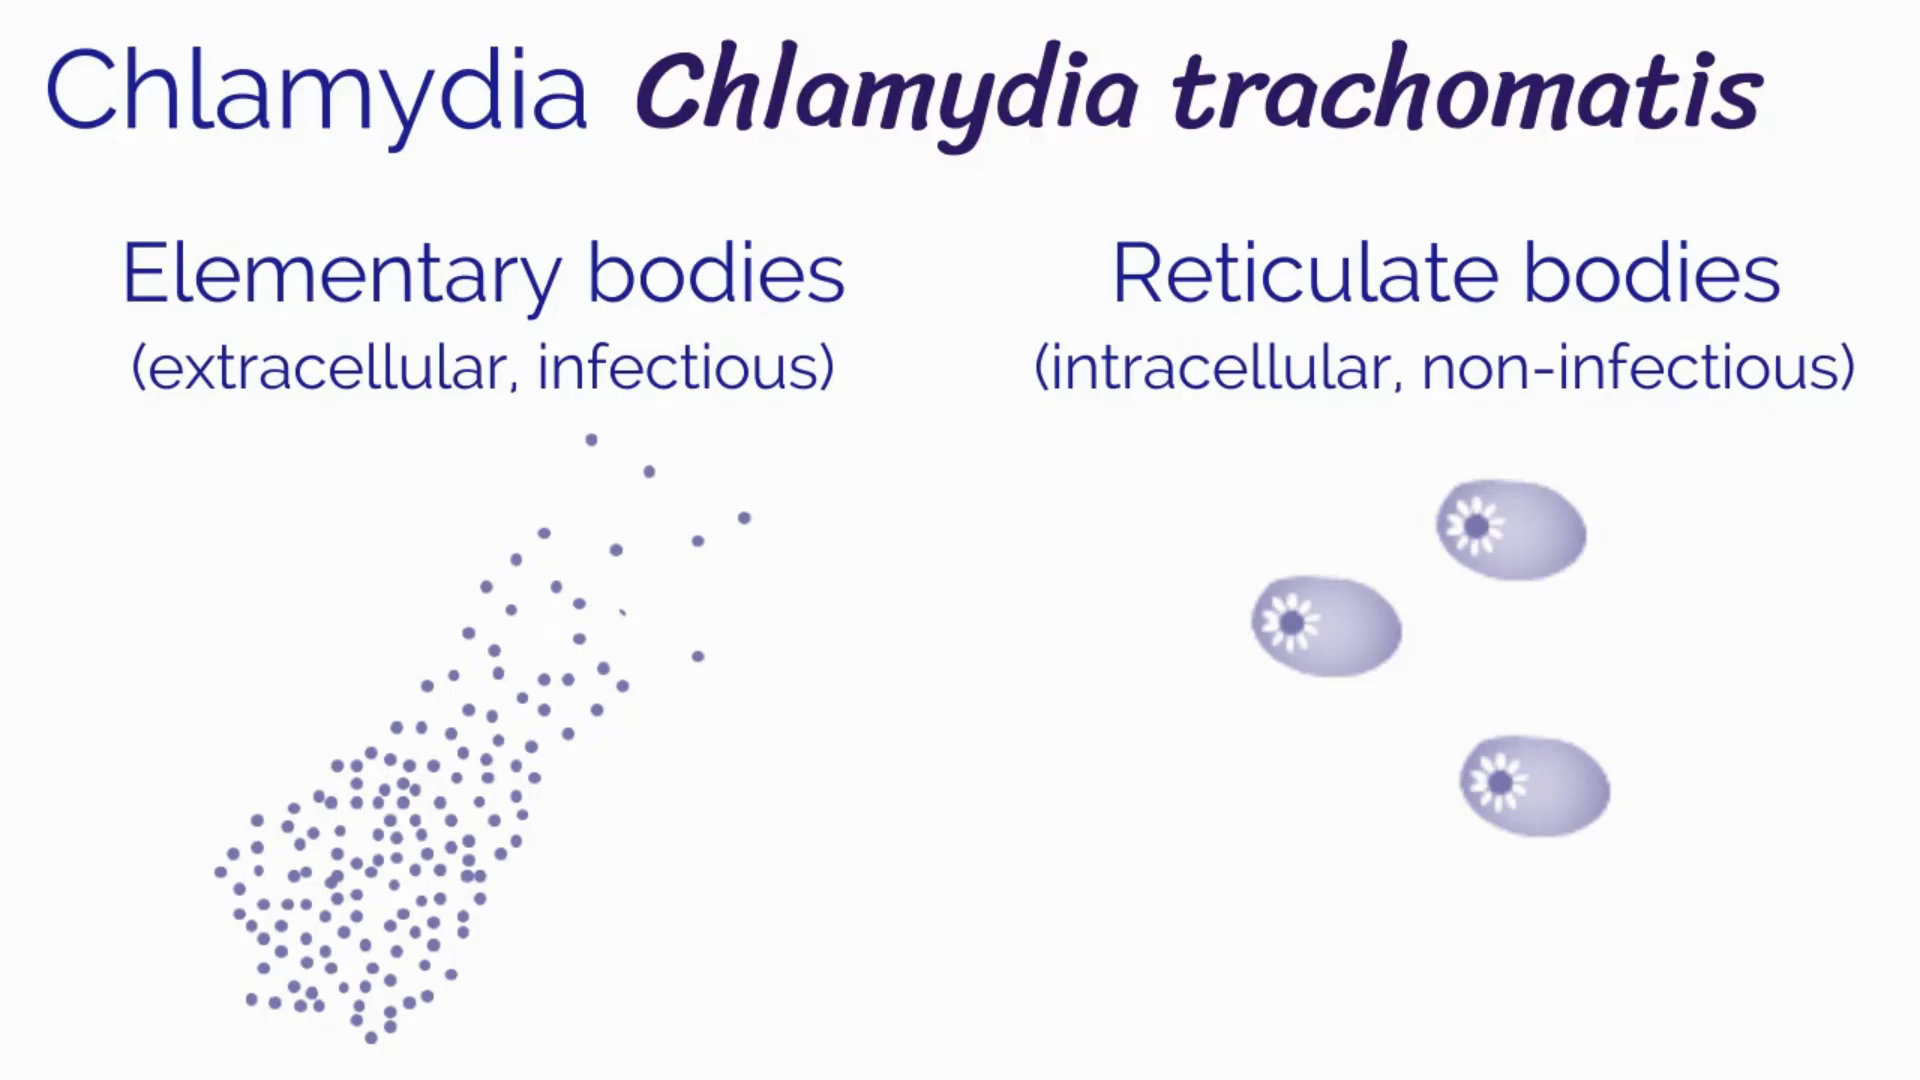 Chlamydia Chlamydia trachomatis
Elementary bodies
(extracellular, infectious)
Reticulate bodies
(intracellular, non-infectious)